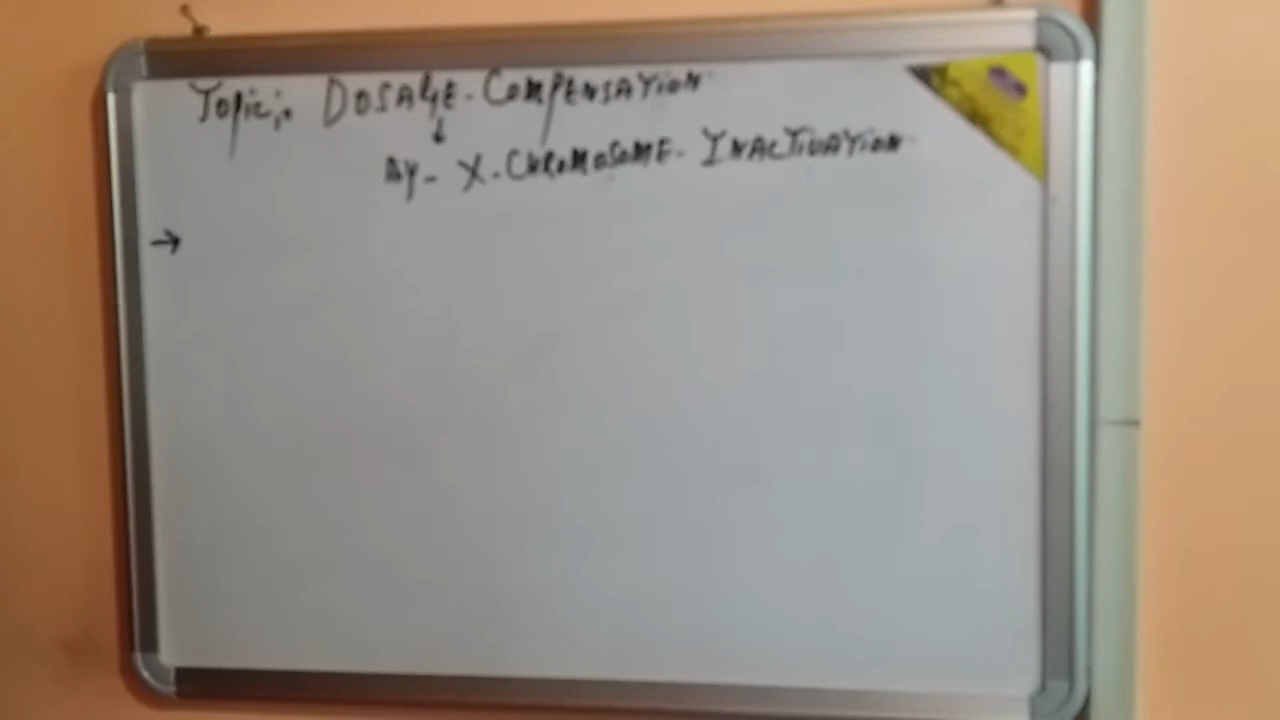 Topic:- DOSAGE-COMPENSATION
↓
BY- X-CHROMOSOME- INACTIVATION-
→